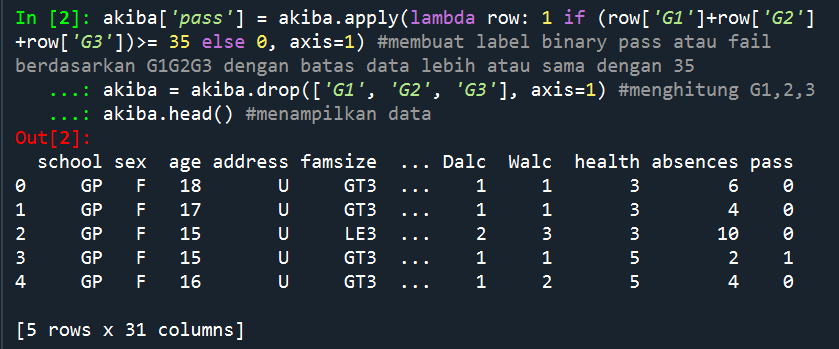 In [2]: akiba['pass'] = akiba.apply(lambda row: 1 if (row['G1']+row['G2']
+row['G3'])>= 35 else 0, axis=1) #membuat label binary pass atau fail
berdasarkan G1G2G3 dengan batas data lebih atau sama dengan 35
   ...: akiba = akiba.drop(['G1', 'G2', 'G3'], axis=1) #menghitung G1,2,3
   ...: akiba.head() #menampilkan data
Out[2]:
  school sex  age address famsize  ...  Dalc  Walc  health absences pass
0     GP   F   18       U     GT3  ...     1     1       3        6    0
1     GP   F   17       U     GT3  ...     1     1       3        4    0
2     GP   F   15       U     LE3  ...     2     3       3       10    0
3     GP   F   15       U     GT3  ...     1     1       5        2    1
4     GP   F   16       U     GT3  ...     1     2       5        4    0
[5 rows x 31 columns]